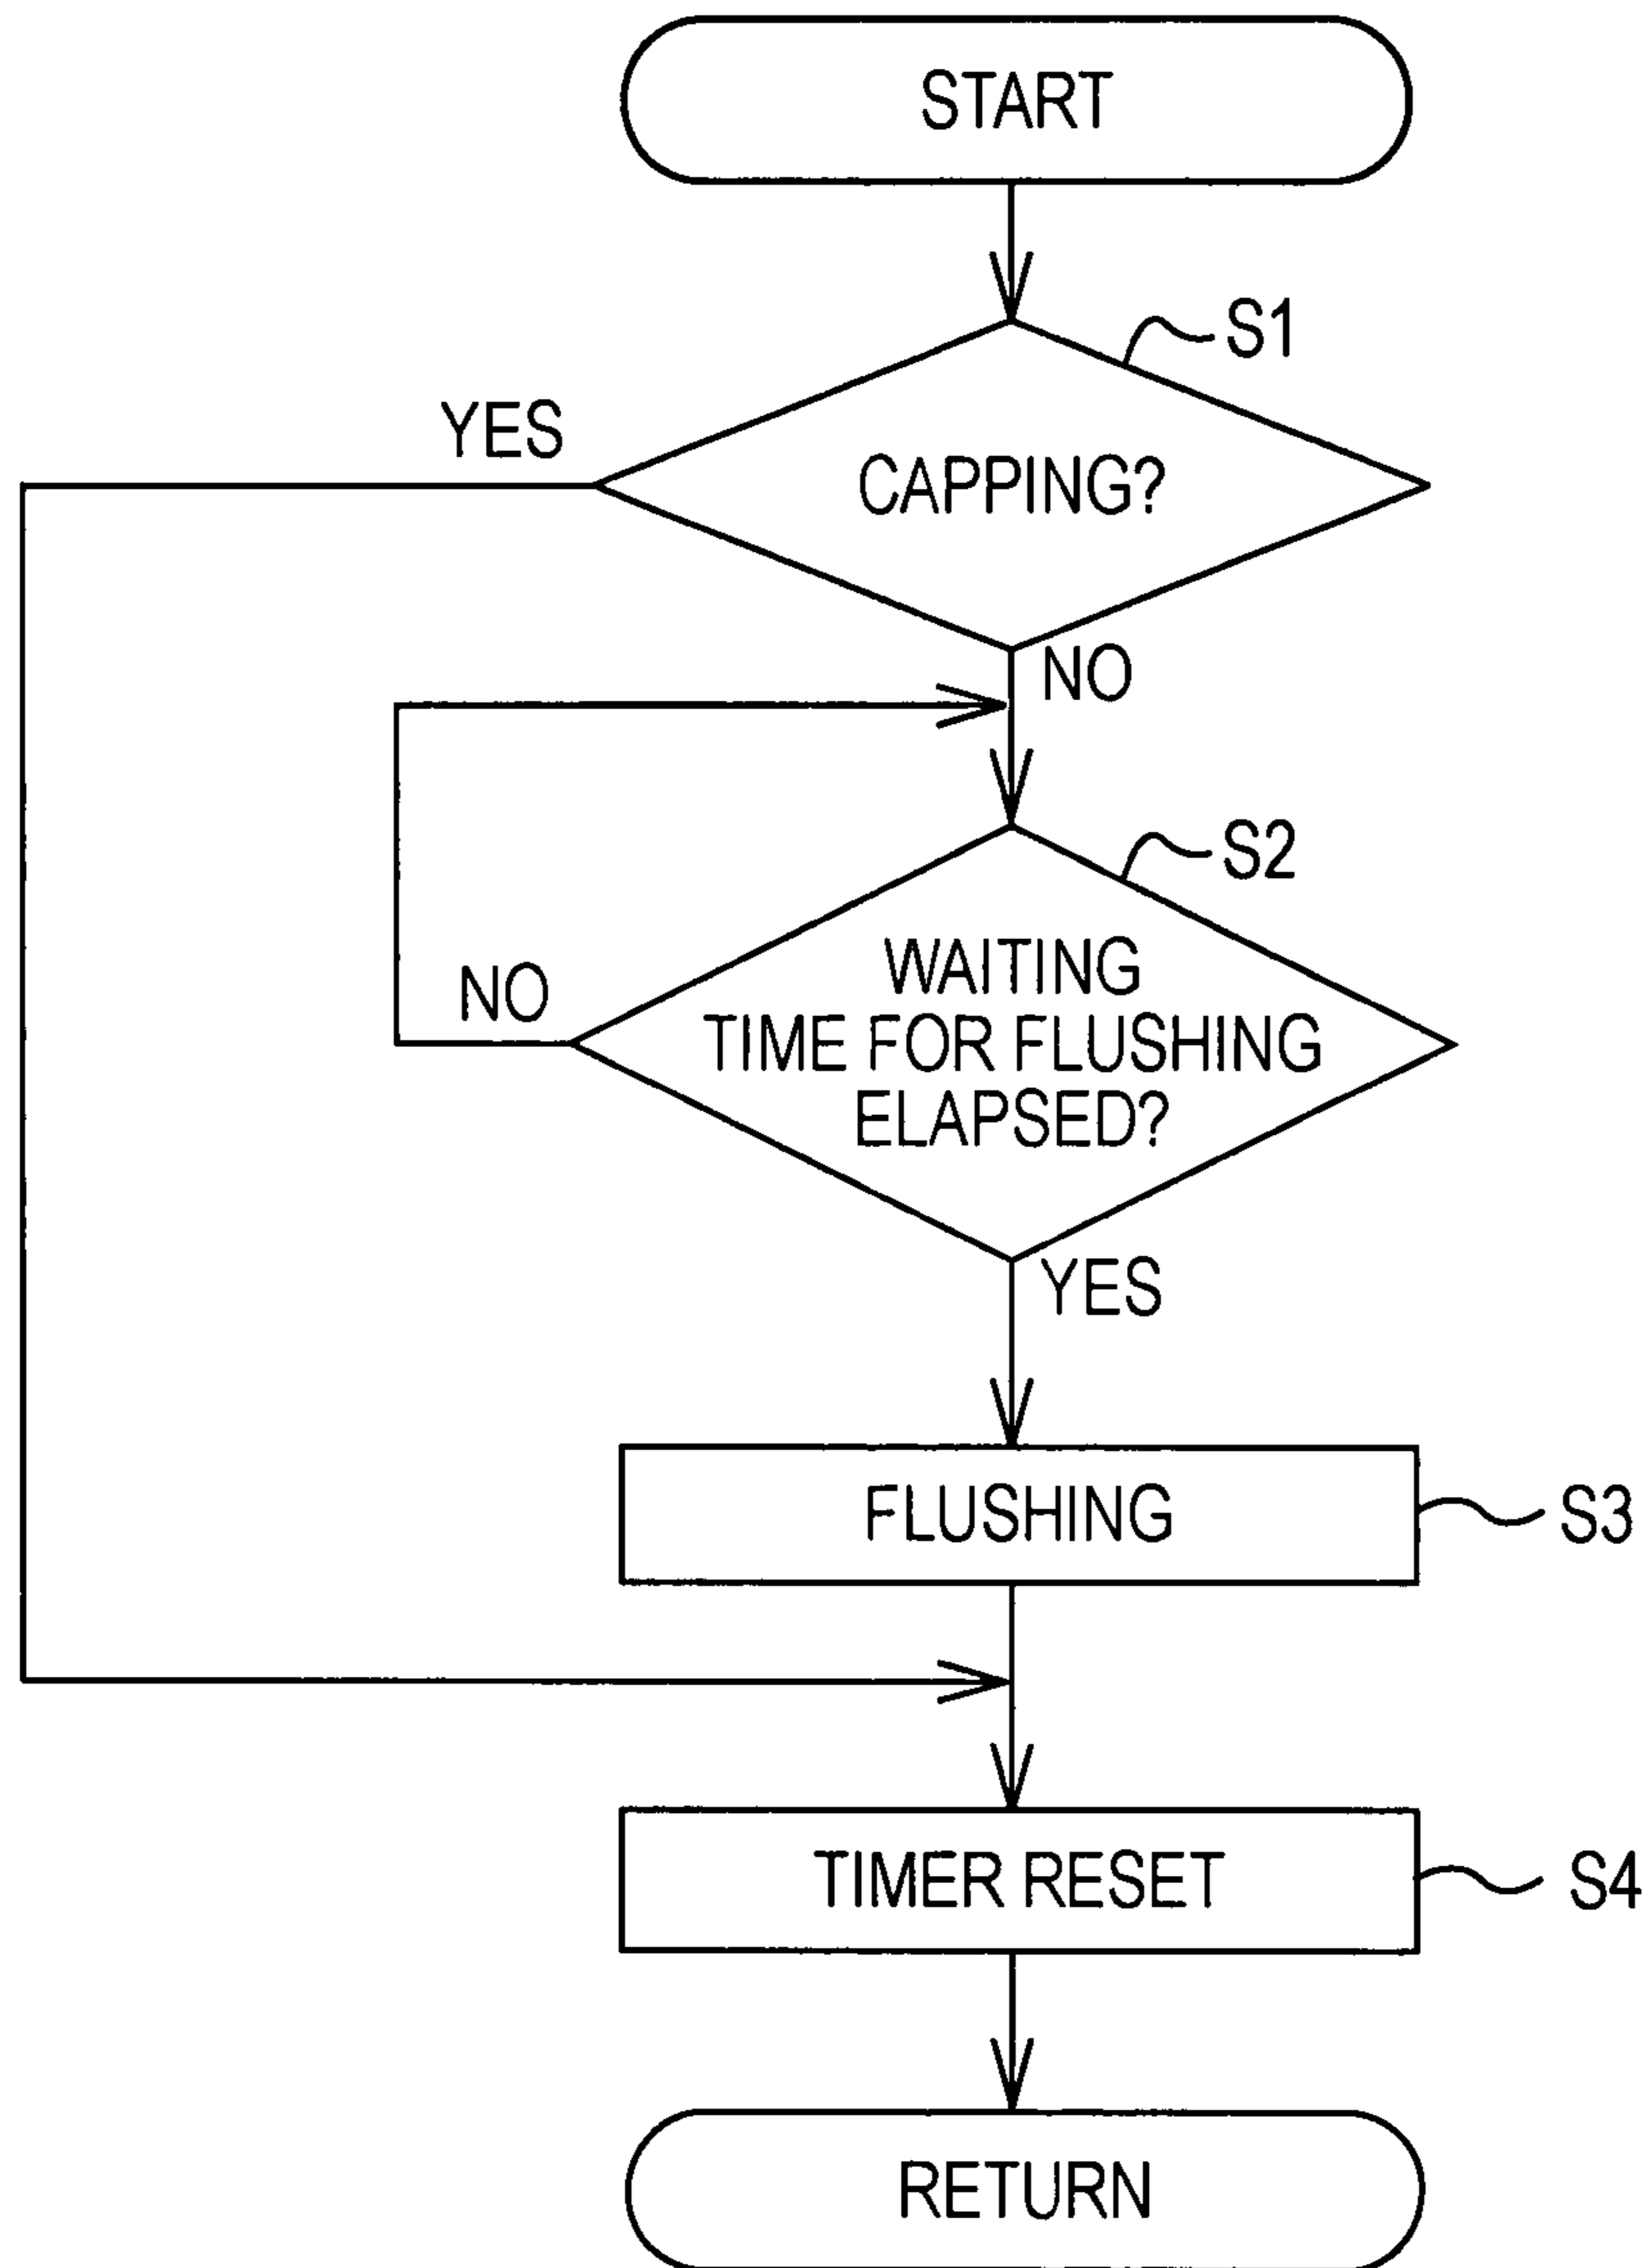 START
S1
YES
CAPPING?
NO
S2
WAITING
NO
TIME FOR FLUSHING
ELAPSED?
YES
FLUSHING
S3
TIMER RESET
S4
RETURN